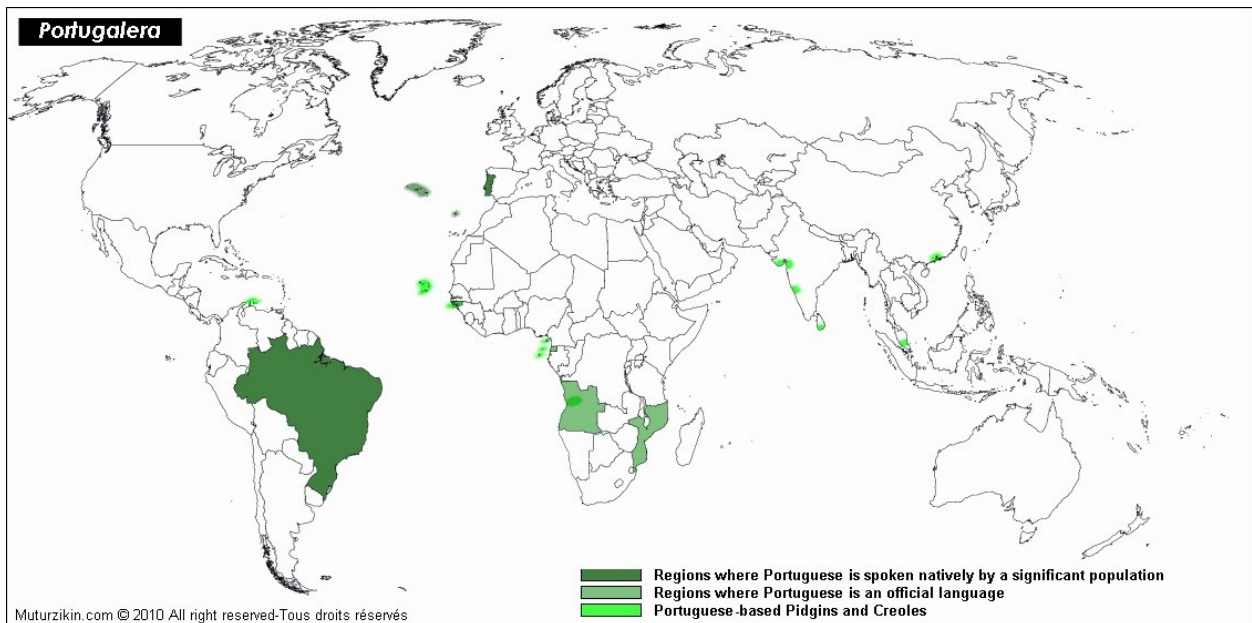 Portugalera
Regions where Portuguese is spoken natively by a significant population
Regions where Portuguese is an official language
Portuguese-based Pidgins and Creoles
Muturzikin.com © 2010 All right reserved-Tous droits réservés